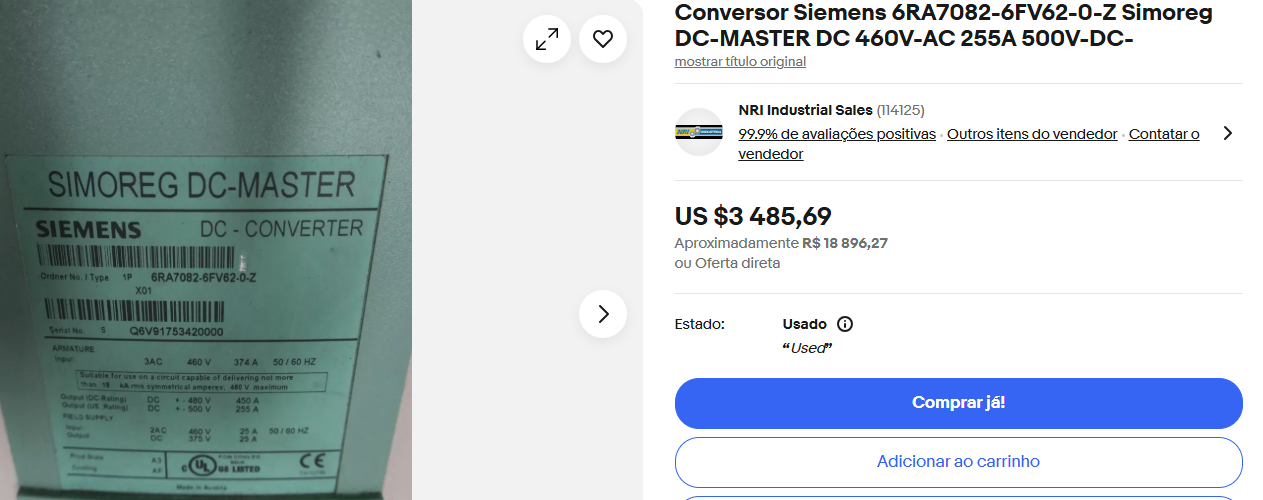 SIMOREG DC-MASTER
SIEMENS DC - CONVERTER
Ordner No. / Type 1P 6RA7082-6FV62-0-Z
X01
Serial No. S Q6V91753420000
ARMATURE
Input: 3AC 460 V 374 A 50 / 60 HZ
Suitable for use on a circuit capable of delivering not more
than 18 kA rms symmetrical amperes; 480 V maximum
Output (DC-Rating) DC + - 480 V 450 A
Output (US. Rating) DC + - 500 V 255 A
FIELD SUPPLY
Input: 2AC 460 V 25 A 50 / 60 HZ
Output DC 375 V 25 A
Prod.State A3
C UL US LISTED
CE
Made in Austria
Conversor Siemens 6RA7082-6FV62-0-Z Simoreg
DC-MASTER DC 460V-AC 255A 500V-DC-
mostrar título original
NRI Industrial Sales (114125)
99.9% de avaliações positivas · Outros itens do vendedor · Contatar o
vendedor
US $3 485,69
Aproximadamente R$ 18 896,27
ou Oferta direta
Estado: Usado
“Used”
Comprar já!
Adicionar ao carrinho